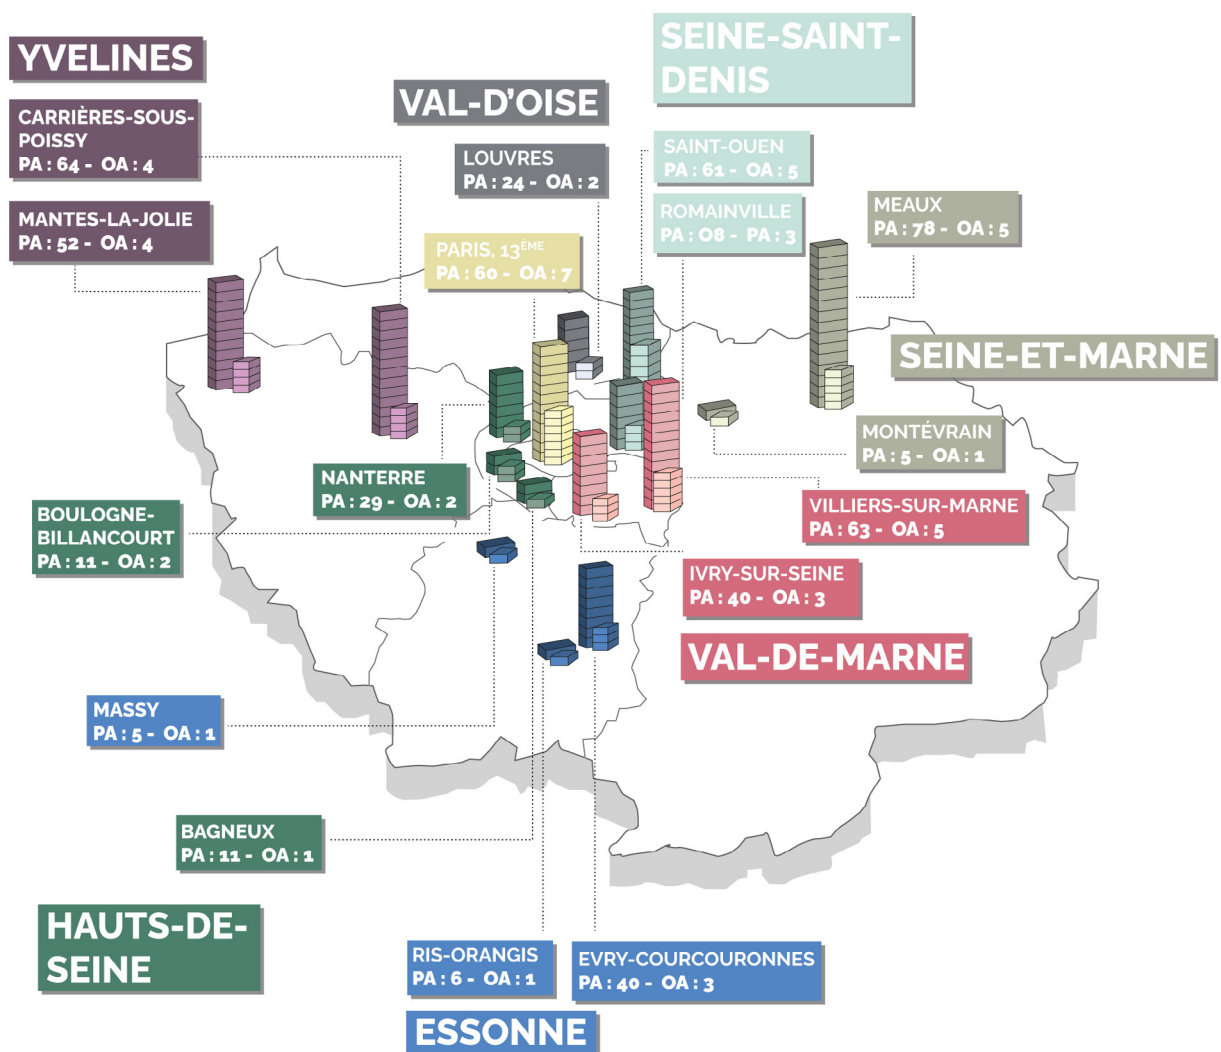 YVELINES
CARRIÈRES-SOUS-
POISSY
PA : 64 - OA : 4
MANTES-LA-JOLIE
PA : 52 - OA : 4
VAL-D'OISE
LOUVRES
PA : 24 - OA : 2
PARIS, 13ÈME
PA : 60 - OA : 7
SEINE-SAINT-
DENIS
SAINT-OUEN
PA : 61 - OA : 5
ROMAINVILLE
PA : 08 - PA : 3
MEAUX
PA : 78 - OA : 5
SEINE-ET-MARNE
MONTÉVRAIN
PA : 5 - OA : 1
NANTERRE
PA : 29 - OA : 2
BOULOGNE-
BILLANCOURT
PA : 11 - OA : 2
VILLIERS-SUR-MARNE
PA : 63 - OA : 5
IVRY-SUR-SEINE
PA : 40 - OA : 3
VAL-DE-MARNE
MASSY
PA : 5 - OA : 1
BAGNEUX
PA : 11 - OA : 1
HAUTS-DE-
SEINE
RIS-ORANGIS
PA : 6 - OA : 1
EVRY-COURCOURONNES
PA : 40 - OA : 3
ESSONNE